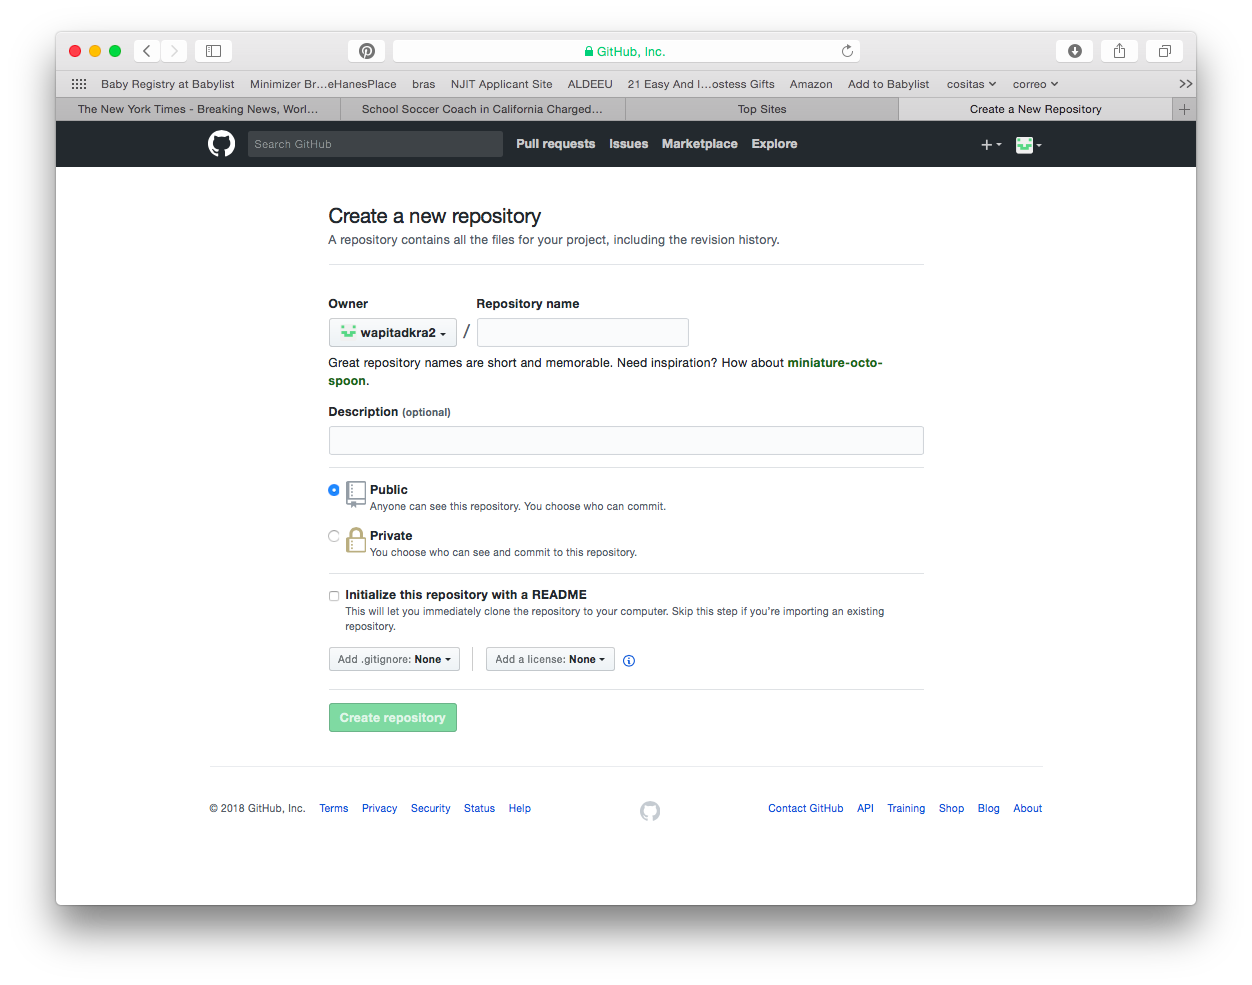 GitHub, Inc.
Baby Registry at Babylist Minimizer Br...eHanesPlace bras NJIT Applicant Site ALDEEU 21 Easy And I...ostess Gifts Amazon Add to Babylist cositas correo
The New York Times - Breaking News, Worl... School Soccer Coach in California Charged... Top Sites Create a New Repository
Search GitHub Pull requests Issues Marketplace Explore
Create a new repository
A repository contains all the files for your project, including the revision history.
Owner Repository name
wapitadkra2 /
Great repository names are short and memorable. Need inspiration? How about miniature-octo-
spoon.
Description (optional)
Public
Anyone can see this repository. You choose who can commit.
Private
You choose who can see and commit to this repository.
Initialize this repository with a README
This will let you immediately clone the repository to your computer. Skip this step if you're importing an existing
repository.
Add .gitignore: None Add a license: None
Create repository
© 2018 GitHub, Inc. Terms Privacy Security Status Help Contact GitHub API Training Shop Blog About